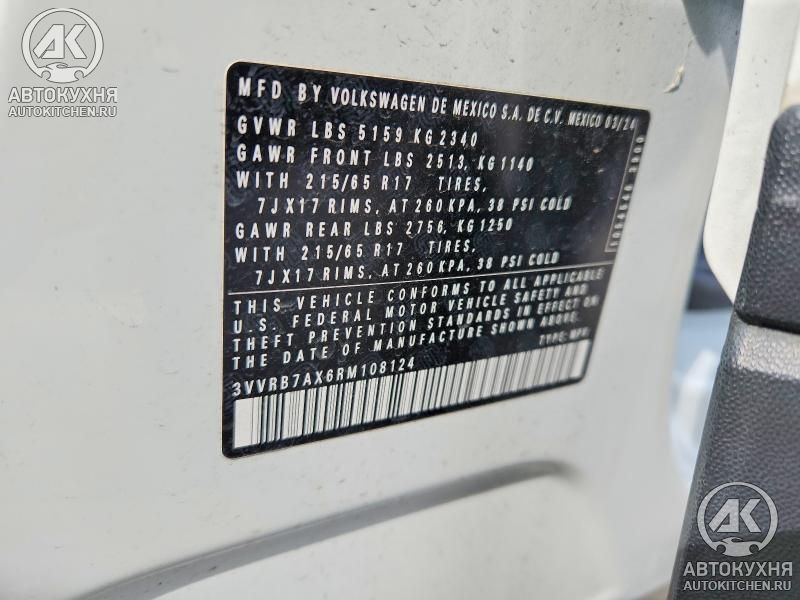 AK
АВТОКУХНЯ
AUTOKITCHEN.RU
MFD BY VOLKSWAGEN DE MEXICO S.A. DE C.V. MEXICO 03/24
GVWR LBS 5159 KG 2340
GAWR FRONT LBS 2513, KG 1140
WITH 215/65 R17 TIRES,
7JX17 RIMS, AT 260 KPA, 38 PSI COLD
GAWR REAR LBS 2756, KG 1250
WITH 215/65 R17 TIRES,
7JX17 RIMS, AT 260 KPA, 38 PSI COLD
THIS VEHICLE CONFORMS TO ALL APPLICABLE
U.S. FEDERAL MOTOR VEHICLE SAFETY AND
THEFT PREVENTION STANDARDS IN EFFECT ON
THE DATE OF MANUFACTURE SHOWN ABOVE.
TYPE: MPV
3VVRB7AX6RM108124
AK
АВТОКУХНЯ
AUTOKITCHEN.RU